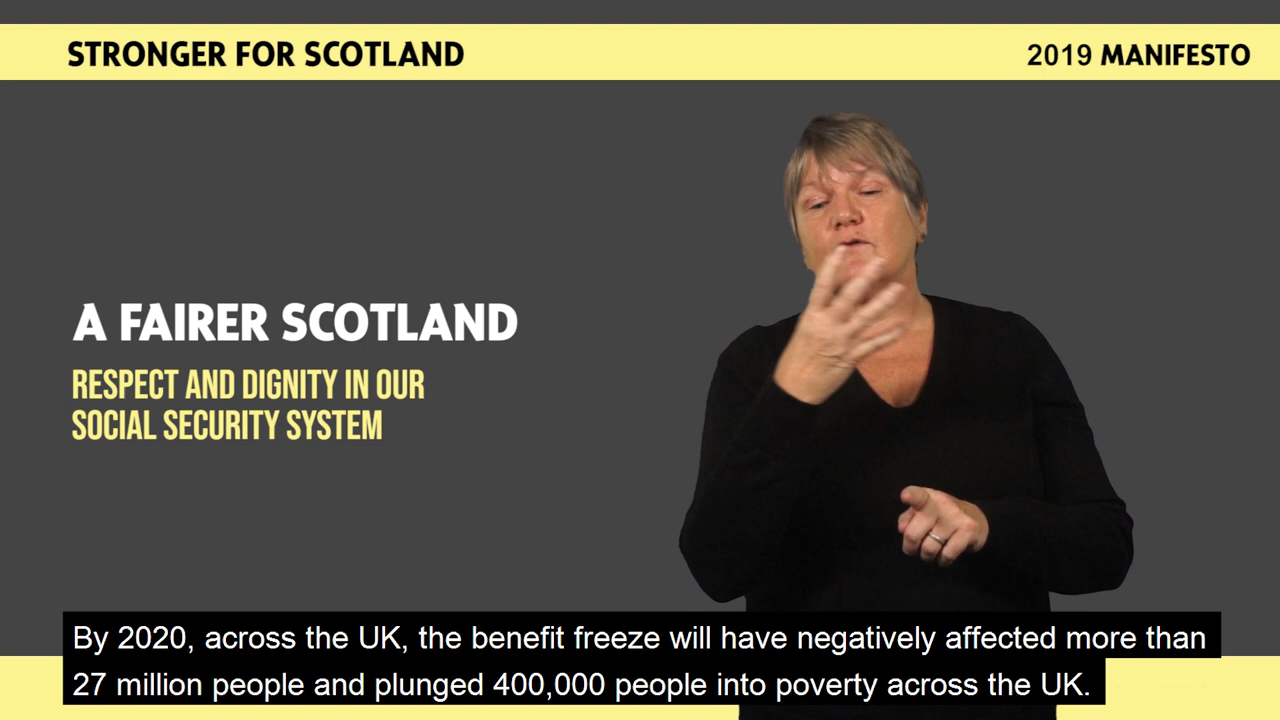 STRONGER FOR SCOTLAND
2019 MANIFESTO
A FAIRER SCOTLAND
RESPECT AND DIGNITY IN OUR
SOCIAL SECURITY SYSTEM
By 2020, across the UK, the benefit freeze will have negatively affected more than
27 million people and plunged 400,000 people into poverty across the UK.